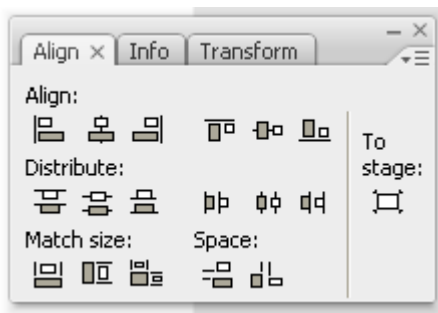 Align Info Transform
Align:
To
stage:
Distribute:
Match size: Space: